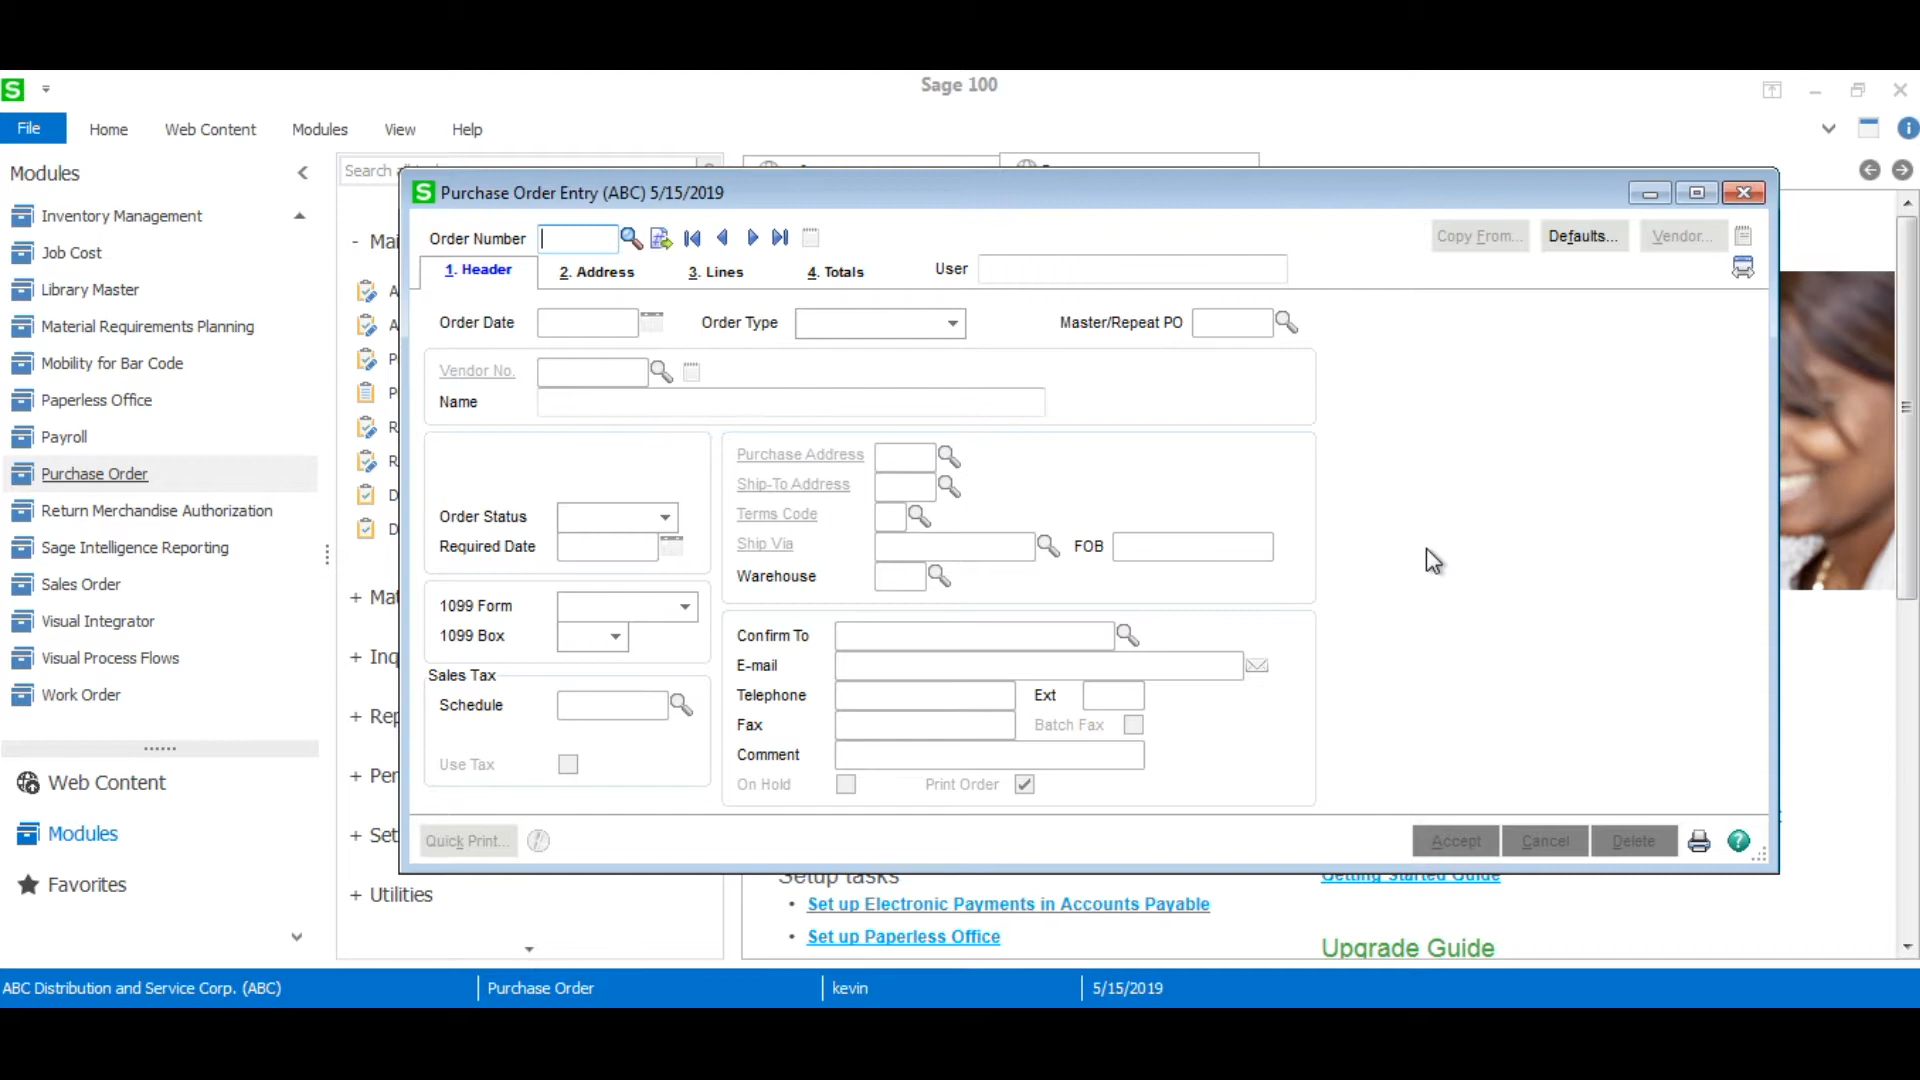 Sage 100
File Home Web Content Modules View Help
Modules
Search
Inventory Management
Job Cost
Library Master
Material Requirements Planning
Mobility for Bar Code
Paperless Office
Payroll
Purchase Order
Return Merchandise Authorization
Sage Intelligence Reporting
Sales Order
Visual Integrator
Visual Process Flows
Work Order
Web Content
Modules
Favorites
- Mai
+ Mat
+ Inq
+ Rep
+ Per
+ Set
+ Utilities
S Purchase Order Entry (ABC) 5/15/2019
Order Number Copy From... Defaults... Vendor...
1. Header 2. Address 3. Lines 4. Totals User
Order Date Order Type Master/Repeat PO
Vendor No.
Name
Order Status
Required Date
1099 Form
1099 Box
Sales Tax
Schedule
Use Tax
Purchase Address
Ship-To Address
Terms Code
Ship Via FOB
Warehouse
Confirm To
E-mail
Telephone Ext
Fax Batch Fax
Comment
On Hold Print Order
Quick Print... Accept Cancel Delete
Setup tasks
• Set up Electronic Payments in Accounts Payable
• Set up Paperless Office
Getting Started Guide
Upgrade Guide
ABC Distribution and Service Corp. (ABC) Purchase Order kevin 5/15/2019